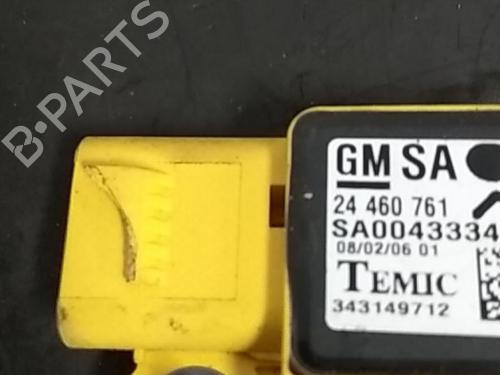 B-PARTS
GM SA
24 460 761
SA0043334
08/02/06 01
TEMIC
343149712